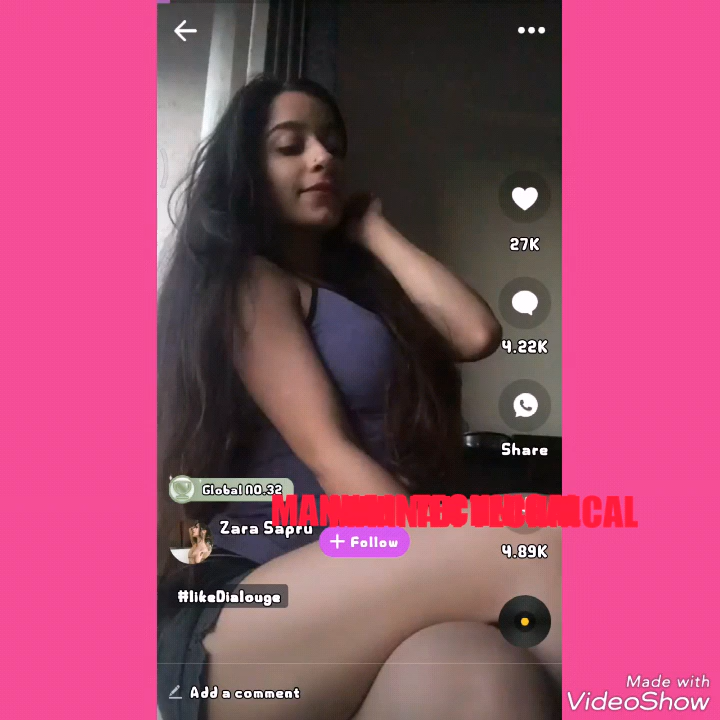 27K
4.22K
Share
Global NO.32
Zara Sapru
+ Follow
4.89K
#likeDialouge
Add a comment
Made with
VideoShow